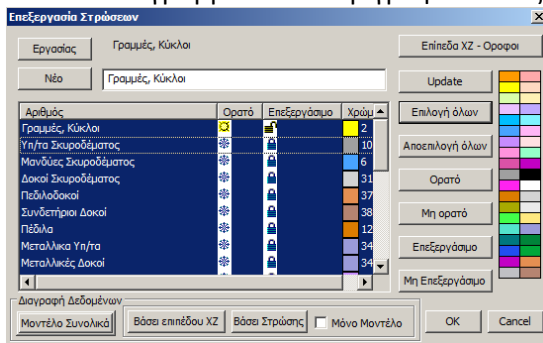 Επεξεργασία Στρώσεων
Εργασίας
Γραμμές, Κύκλοι
Επίπεδα XZ - Οροφοι
Νέο
Γραμμές, Κύκλοι
Update
Αριθμός Ορατό Επεξεργάσιμο Χρώμ
Γραμμές, Κύκλοι 2
Υπ/τα Σκυροδέματος 10
Μανδύες Σκυροδέματος 6
Δοκοί Σκυροδέματος 31
Πεδιλοδοκοί 37
Συνδετήριοι Δοκοί 38
Πέδιλα 12
Μεταλλικα Υπ/τα 34
Μεταλλικές Δοκοί 34
Επιλογή όλων
Αποεπιλογή όλων
Ορατό
Μη ορατό
Επεξεργάσιμο
Μη Επεξεργάσιμο
Διαγραφή Δεδομένων
Μοντέλο Συνολικά
Βάσει επιπέδου XZ
Βάσει Στρώσης
Μόνο Μοντέλο
OK
Cancel